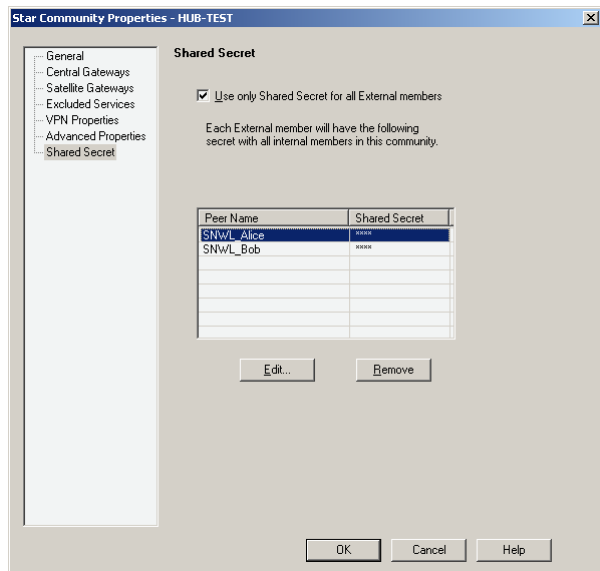 Star Community Properties - HUB-TEST
General
Central Gateways
Satellite Gateways
Excluded Services
VPN Properties
Advanced Properties
Shared Secret
Shared Secret
Use only Shared Secret for all External members
Each External member will have the following
secret with all internal members in this community.
Peer Name Shared Secret
SNWL_Alice ****
SNWL_Bob ****
Edit... Remove
OK Cancel Help